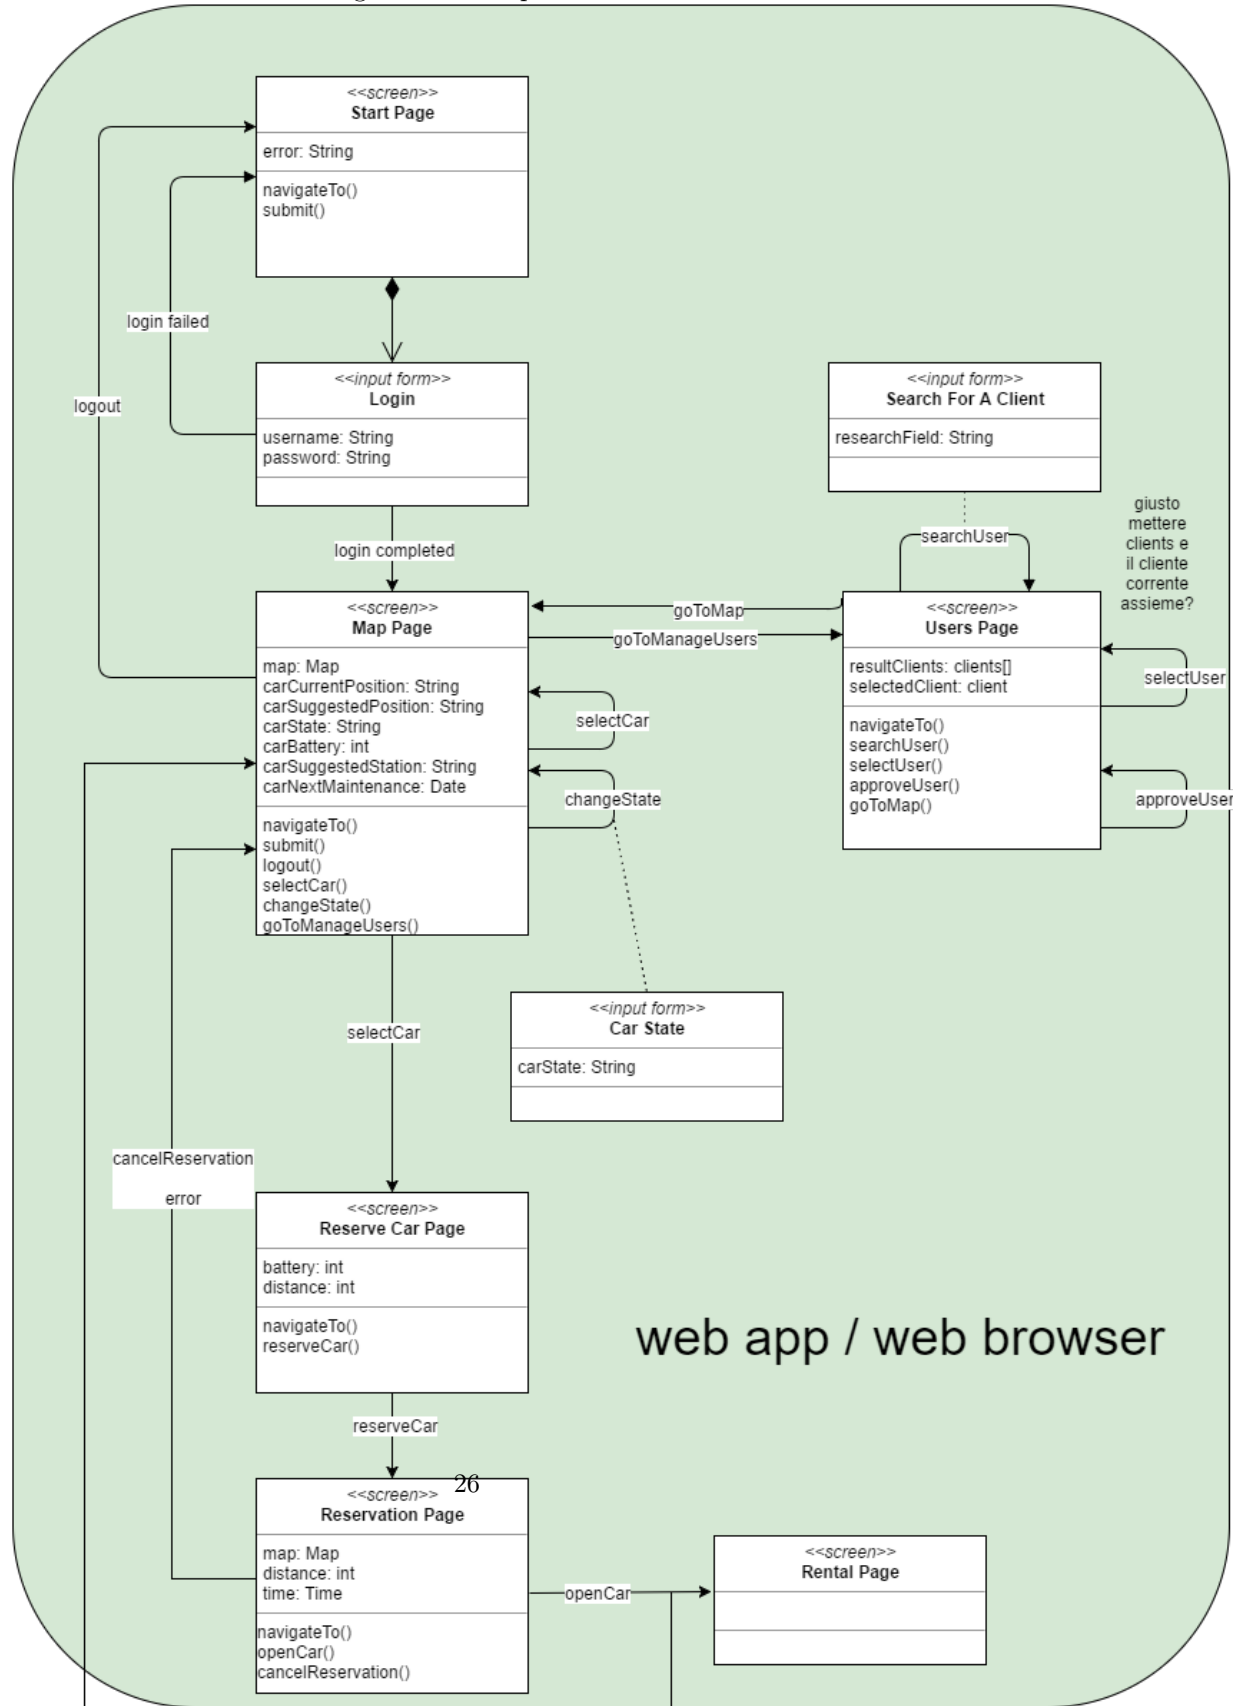 <<screen>>
Start Page
error: String
navigateTo()
submit()
login failed
logout
<<input form>>
Login
username: String
password: String
<<input form>>
Search For A Client
researchField: String
giusto
mettere
clients e
il cliente
corrente
assieme?
searchUser
login completed
<<screen>>
Map Page
map: Map
carCurrentPosition: String
carSuggestedPosition: String
carState: String
carBattery: int
carSuggestedStation: String
carNextMaintenance: Date
navigateTo()
submit()
logout()
selectCar()
changeState()
goToManageUsers()
goToMap
goToManageUsers
selectCar
changeState
<<screen>>
Users Page
resultClients: clients[]
selectedClient: client
navigateTo()
searchUser()
selectUser()
approveUser()
goToMap()
selectUser
approveUser
<<input form>>
Car State
carState: String
selectCar
cancelReservation
error
<<screen>>
Reserve Car Page
battery: int
distance: int
navigateTo()
reserveCar()
web app / web browser
reserveCar
26
<<screen>>
Reservation Page
map: Map
distance: int
time: Time
navigateTo()
openCar()
cancelReservation()
openCar
<<screen>>
Rental Page